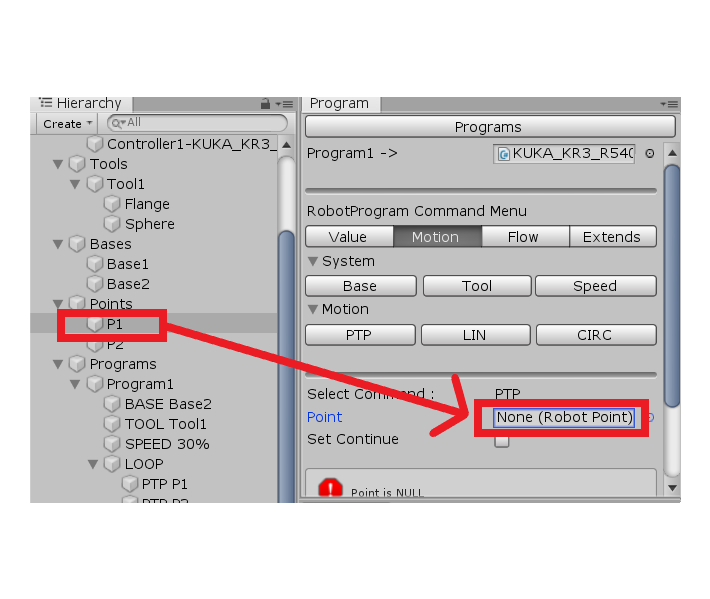 Hierarchy
Create
All
Controller1-KUKA_KR3_
Tools
Tool1
Flange
Sphere
Bases
Base1
Base2
Points
P1
P2
Programs
Program1
BASE Base2
TOOL Tool1
SPEED 30%
LOOP
PTP P1
PTP P2
Program
Programs
Program1 -> KUKA_KR3_R540
RobotProgram Command Menu
Value Motion Flow Extends
System
Base Tool Speed
Motion
PTP LIN CIRC
Select Command : PTP
Point None (Robot Point)
Set Continue
Point is NULL